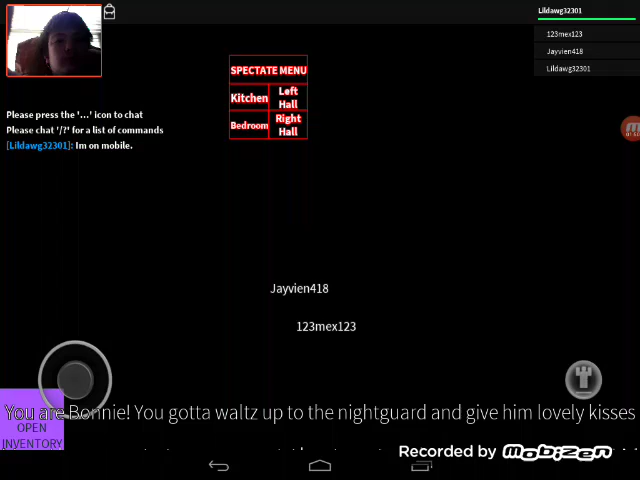 Lildawg32301
123mex123
Jayvien418
Lildawg32301
SPECTATE MENU
Kitchen
Left
Hall
Bedroom
Right
Hall
Please press the '...' icon to chat
Please chat '/?' for a list of commands
[Lildawg32301]: Im on mobile.
Jayvien418
123mex123
You are Bonnie! You gotta waltz up to the nightguard and give him lovely kisses
OPEN
INVENTORY
Recorded by mobizen